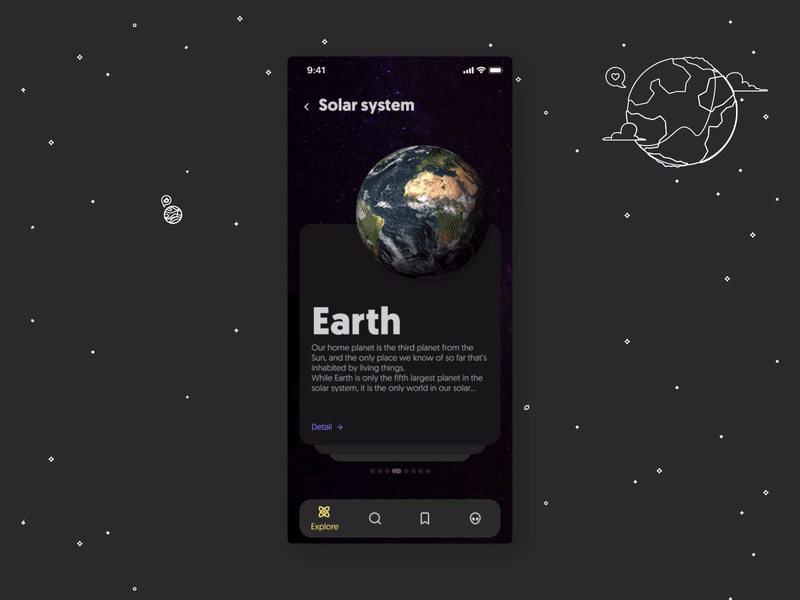 9:41
Solar system
Earth
Our home planet is the third planet from the
Sun, and the only place we know of so far that's
inhabited by living things.
While Earth is only the fifth largest planet in the
solar system, it is the only world in our solar...
Detail
Explore